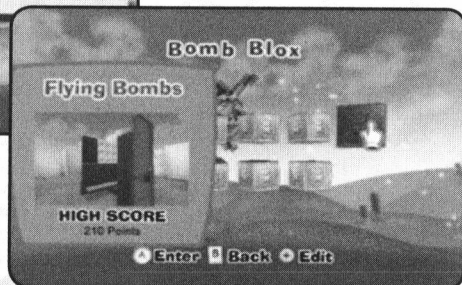 Bomb Blox
Flying Bombs
HIGH SCORE
210 Points
A Enter B Back + Edit